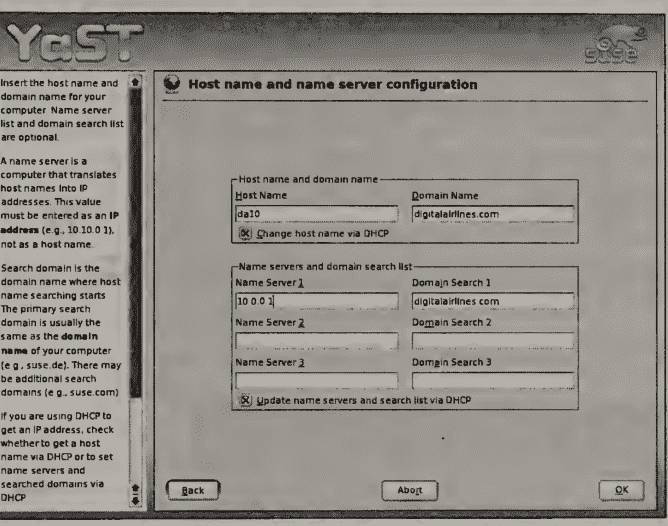 YaST
suse
Insert the host name and
domain name for your
computer Name server
list and domain search list
are optional.
A name server is a
computer that translates
host names into IP
addresses. This value
must be entered as an IP
address (e.g., 10.10.0 1),
not as a host name.
Search domain is the
domain name where host
name searching starts
The primary search
domain is usually the
same as the domain
name of your computer
(e g , suse.de). There may
be additional search
domains (e g., suse.com)
If you are using DHCP to
get an IP address, check
whether to get a host
name via DHCP or to set
name servers and
searched domains via
DHCP
Host name and name server configuration
Host name and domain name
Host Name Domain Name
da10 digitalairlines.com
Change host name via DHCP
Name servers and domain search list
Name Server 1 Domain Search 1
10 0.0 1 digitalairlines com
Name Server 2 Domain Search 2
Name Server 3 Domain Search 3
Update name servers and search list via DHCP
Back Abort OK